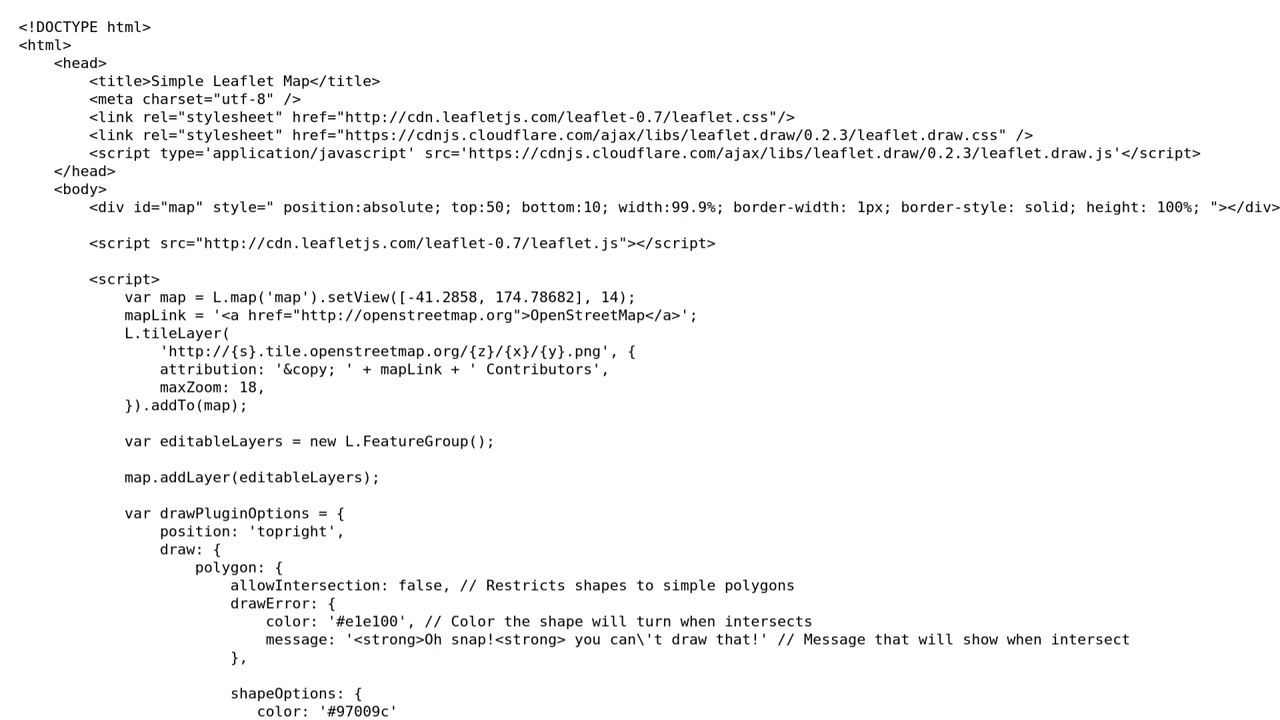 <!DOCTYPE html>
<html>
    <head>
        <title>Simple Leaflet Map</title>
        <meta charset="utf-8" />
        <link rel="stylesheet" href="http://cdn.leafletjs.com/leaflet-0.7/leaflet.css"/>
        <link rel="stylesheet" href="https://cdnjs.cloudflare.com/ajax/libs/leaflet.draw/0.2.3/leaflet.draw.css" />
        <script type='application/javascript' src='https://cdnjs.cloudflare.com/ajax/libs/leaflet.draw/0.2.3/leaflet.draw.js'</script>
    </head>
    <body>
        <div id="map" style=" position:absolute; top:50; bottom:10; width:99.9%; border-width: 1px; border-style: solid; height: 100%; "></div>

        <script src="http://cdn.leafletjs.com/leaflet-0.7/leaflet.js"></script>

        <script>
            var map = L.map('map').setView([-41.2858, 174.78682], 14);
            mapLink = '<a href="http://openstreetmap.org">OpenStreetMap</a>';
            L.tileLayer(
                'http://{s}.tile.openstreetmap.org/{z}/{x}/{y}.png', {
                attribution: '&copy; ' + mapLink + ' Contributors',
                maxZoom: 18,
            }).addTo(map);

            var editableLayers = new L.FeatureGroup();

            map.addLayer(editableLayers);

            var drawPluginOptions = {
                position: 'topright',
                draw: {
                    polygon: {
                        allowIntersection: false, // Restricts shapes to simple polygons
                        drawError: {
                            color: '#e1e100', // Color the shape will turn when intersects
                            message: '<strong>Oh snap!<strong> you can\'t draw that!' // Message that will show when intersect
                        },

                        shapeOptions: {
                           color: '#97009c'